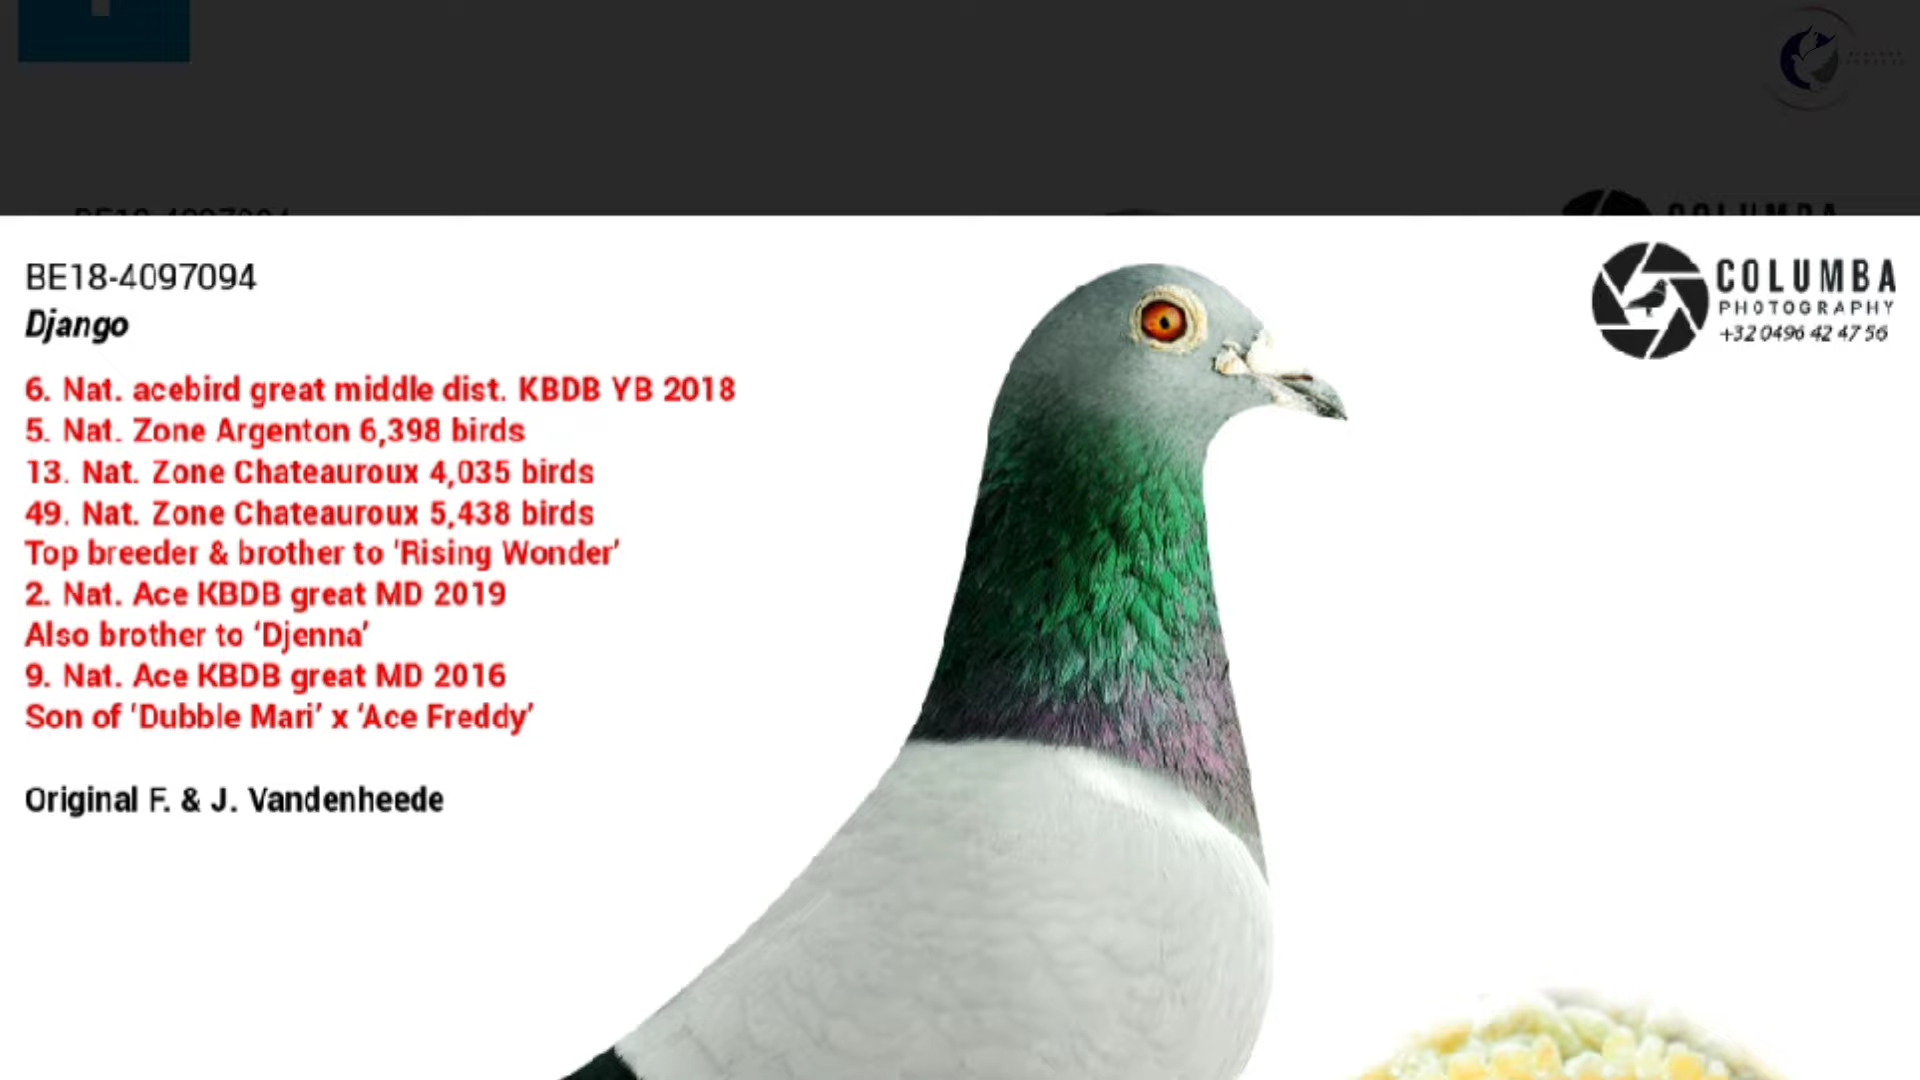 BE18-4097094
Django
6. Nat. acebird great middle dist. KBDB YB 2018
5. Nat. Zone Argenton 6,398 birds
13. Nat. Zone Chateauroux 4,035 birds
49. Nat. Zone Chateauroux 5,438 birds
Top breeder & brother to ‘Rising Wonder’
2. Nat. Ace KBDB great MD 2019
Also brother to ‘Djenna’
9. Nat. Ace KBDB great MD 2016
Son of ‘Dubble Mari’ x ‘Ace Freddy’
Original F. & J. Vandenheede
COLUMBA
PHOTOGRAPHY
+32 0496 42 47 56